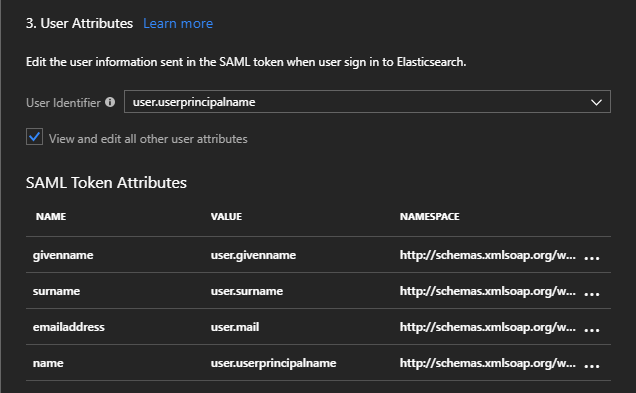 3. User Attributes Learn more
Edit the user information sent in the SAML token when user sign in to Elasticsearch.
User Identifier user.userprincipalname
View and edit all other user attributes
SAML Token Attributes
NAME VALUE NAMESPACE
givenname user.givenname http://schemas.xmlsoap.org/w... ...
surname user.surname http://schemas.xmlsoap.org/w... ...
emailaddress user.mail http://schemas.xmlsoap.org/w... ...
name user.userprincipalname http://schemas.xmlsoap.org/w... ...